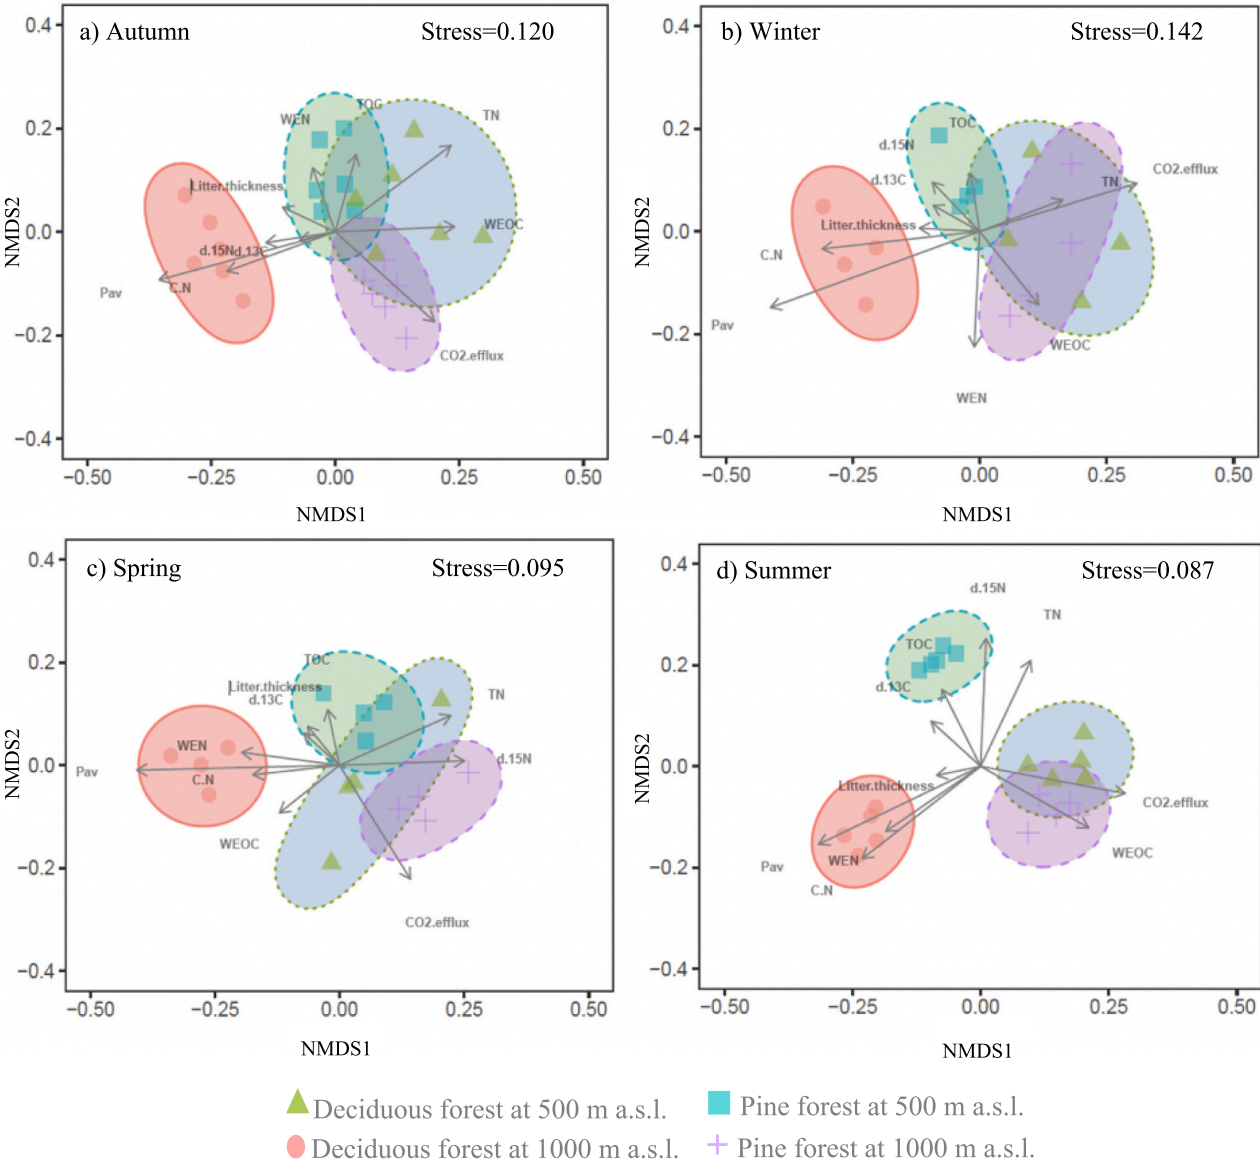 a) Autumn Stress=0.120
0.4
0.2
0.0
−0.2
−0.4
NMDS2
TOC
WEN
TN
Litter.thickness
WEOC
d.15Nd.13C
C.N
Pav
CO2.efflux
−0.50 −0.25 0.00 0.25 0.50
NMDS1
b) Winter Stress=0.142
0.4
0.2
0.0
−0.2
−0.4
NMDS2
TOC
d.15N
CO2.efflux
d.13C
TN
Litter.thickness
C.N
Pav
WEOC
WEN
−0.50 −0.25 0.00 0.25 0.50
NMDS1
c) Spring Stress=0.095
0.4
0.2
0.0
−0.2
−0.4
NMDS2
TOC
Litter.thickness
d.13C
TN
WEN
d.15N
Pav
C.N
WEOC
CO2.efflux
−0.50 −0.25 0.00 0.25 0.50
NMDS1
d) Summer Stress=0.087
0.4
0.2
0.0
−0.2
−0.4
NMDS2
d.15N
TN
TOC
d.13C
Litter.thickness
CO2.efflux
WEOC
WEN
Pav
C.N
−0.50 −0.25 0.00 0.25 0.50
NMDS1
Deciduous forest at 500 m a.s.l. Pine forest at 500 m a.s.l.
Deciduous forest at 1000 m a.s.l. Pine forest at 1000 m a.s.l.